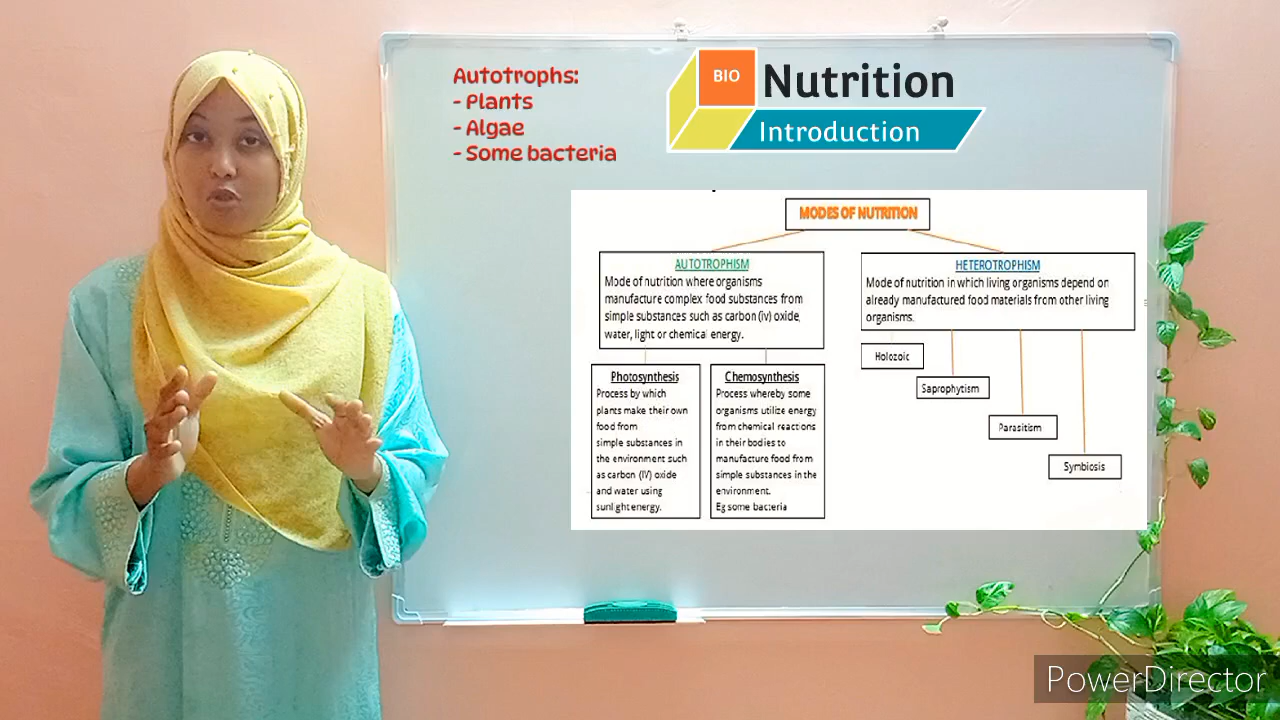 Autotrophs:
- Plants
- Algae
- Some bacteria
BIO
Nutrition
Introduction
MODES OF NUTRITION
AUTOTROPHISM
Mode of nutrition where organisms
manufacture complex food substances from
simple substances such as carbon (iv) oxide,
water, light or chemical energy.
HETEROTROPHISM
Mode of nutrition in which living organisms depend on
already manufactured food materials from other living
organisms.
Photosynthesis
Process by which
plants make their own
food from
simple substances in
the environment such
as carbon (IV) oxide
and water using
sunlight energy.
Chemosynthesis
Process whereby some
organisms utilize energy
from chemical reactions
in their bodies to
manufacture food from
simple substances in the
environment.
Eg some bacteria
Holozoic
Saprophytism
Parasitism
Symbiosis
PowerDirector